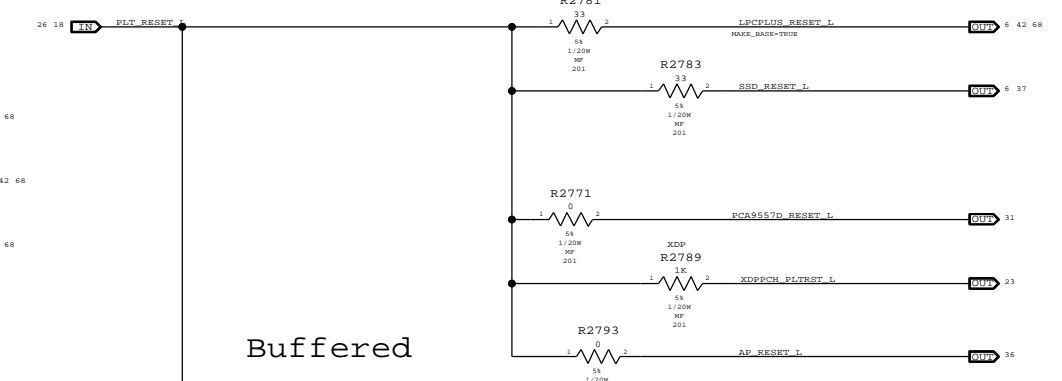 R2781
26 18 IN PLT_RESET_L
33
1 2
LPCPLUS_RESET_L
OUT 6 42 68
MAKE_BASE=TRUE
5%
1/20W
MF
201
R2783
33
1 2
SSD_RESET_L
OUT 6 37
5%
1/20W
MF
201
68
42 68
R2771
0
1 2
PCA9557D_RESET_L
OUT 31
5%
1/20W
MF
201
68
XDP
R2789
1K
1 2
XDPPCH_PLTRST_L
OUT 23
5%
1/20W
MF
201
R2793
0
1 2
AP_RESET_L
OUT 36
5%
1/20W
Buffered